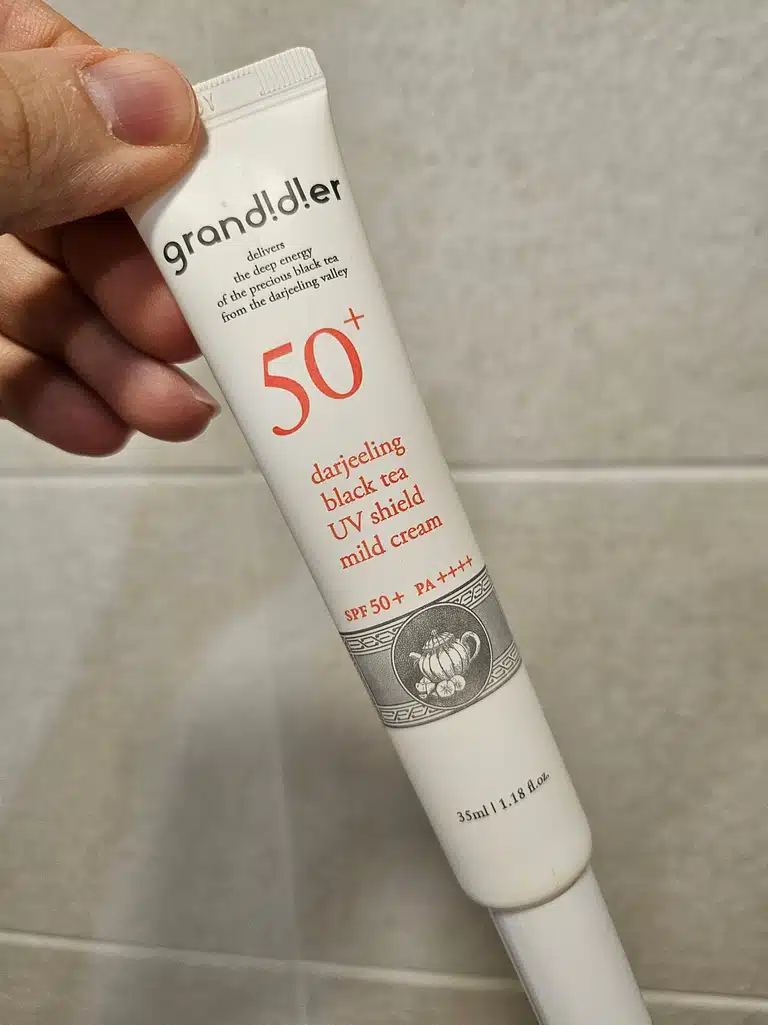 grand!d!er
delivers
the deep energy
of the precious black tea
from the darjeeling valley
50+
darjeeling
black tea
UV shield
mild cream
SPF 50+ PA++++
35ml | 1.18 fl.oz.